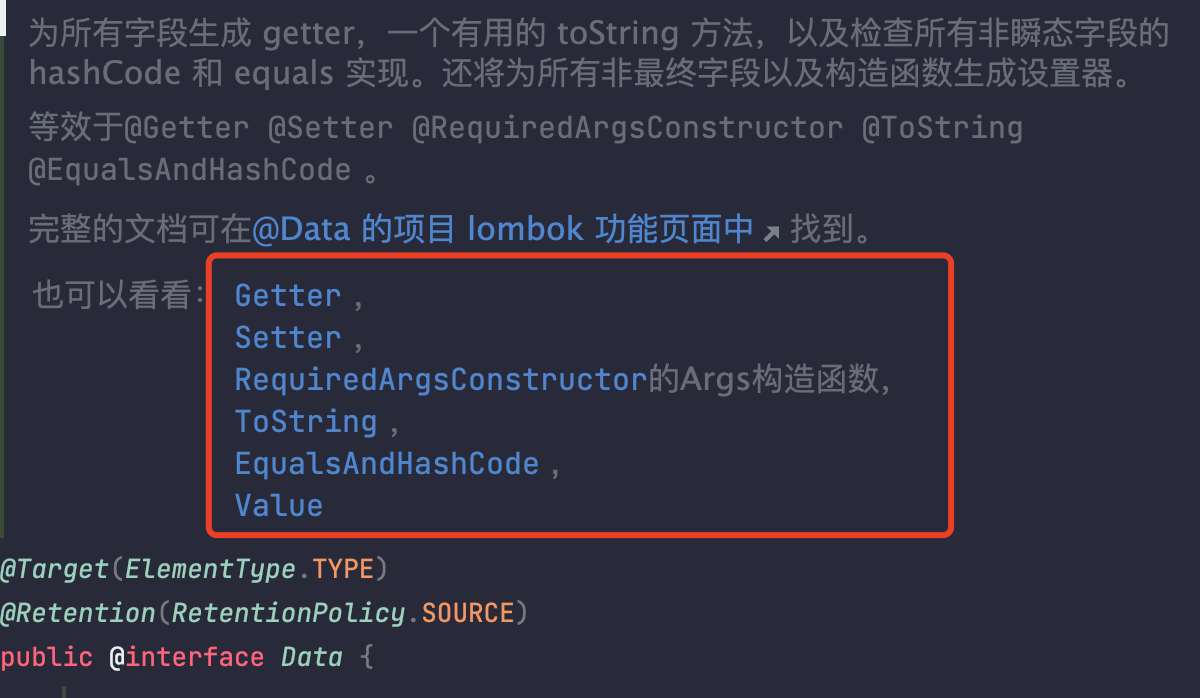 为所有字段生成 getter，一个有用的 toString 方法，以及检查所有非瞬态字段的
hashCode 和 equals 实现。还将为所有非最终字段以及构造函数生成设置器。
等效于@Getter @Setter @RequiredArgsConstructor @ToString
@EqualsAndHashCode 。
完整的文档可在@Data 的项目 lombok 功能页面中 找到。
也可以看看： Getter ，
Setter ，
RequiredArgsConstructor的Args构造函数，
ToString ，
EqualsAndHashCode ，
Value
@Target(ElementType.TYPE)
@Retention(RetentionPolicy.SOURCE)
public @interface Data {